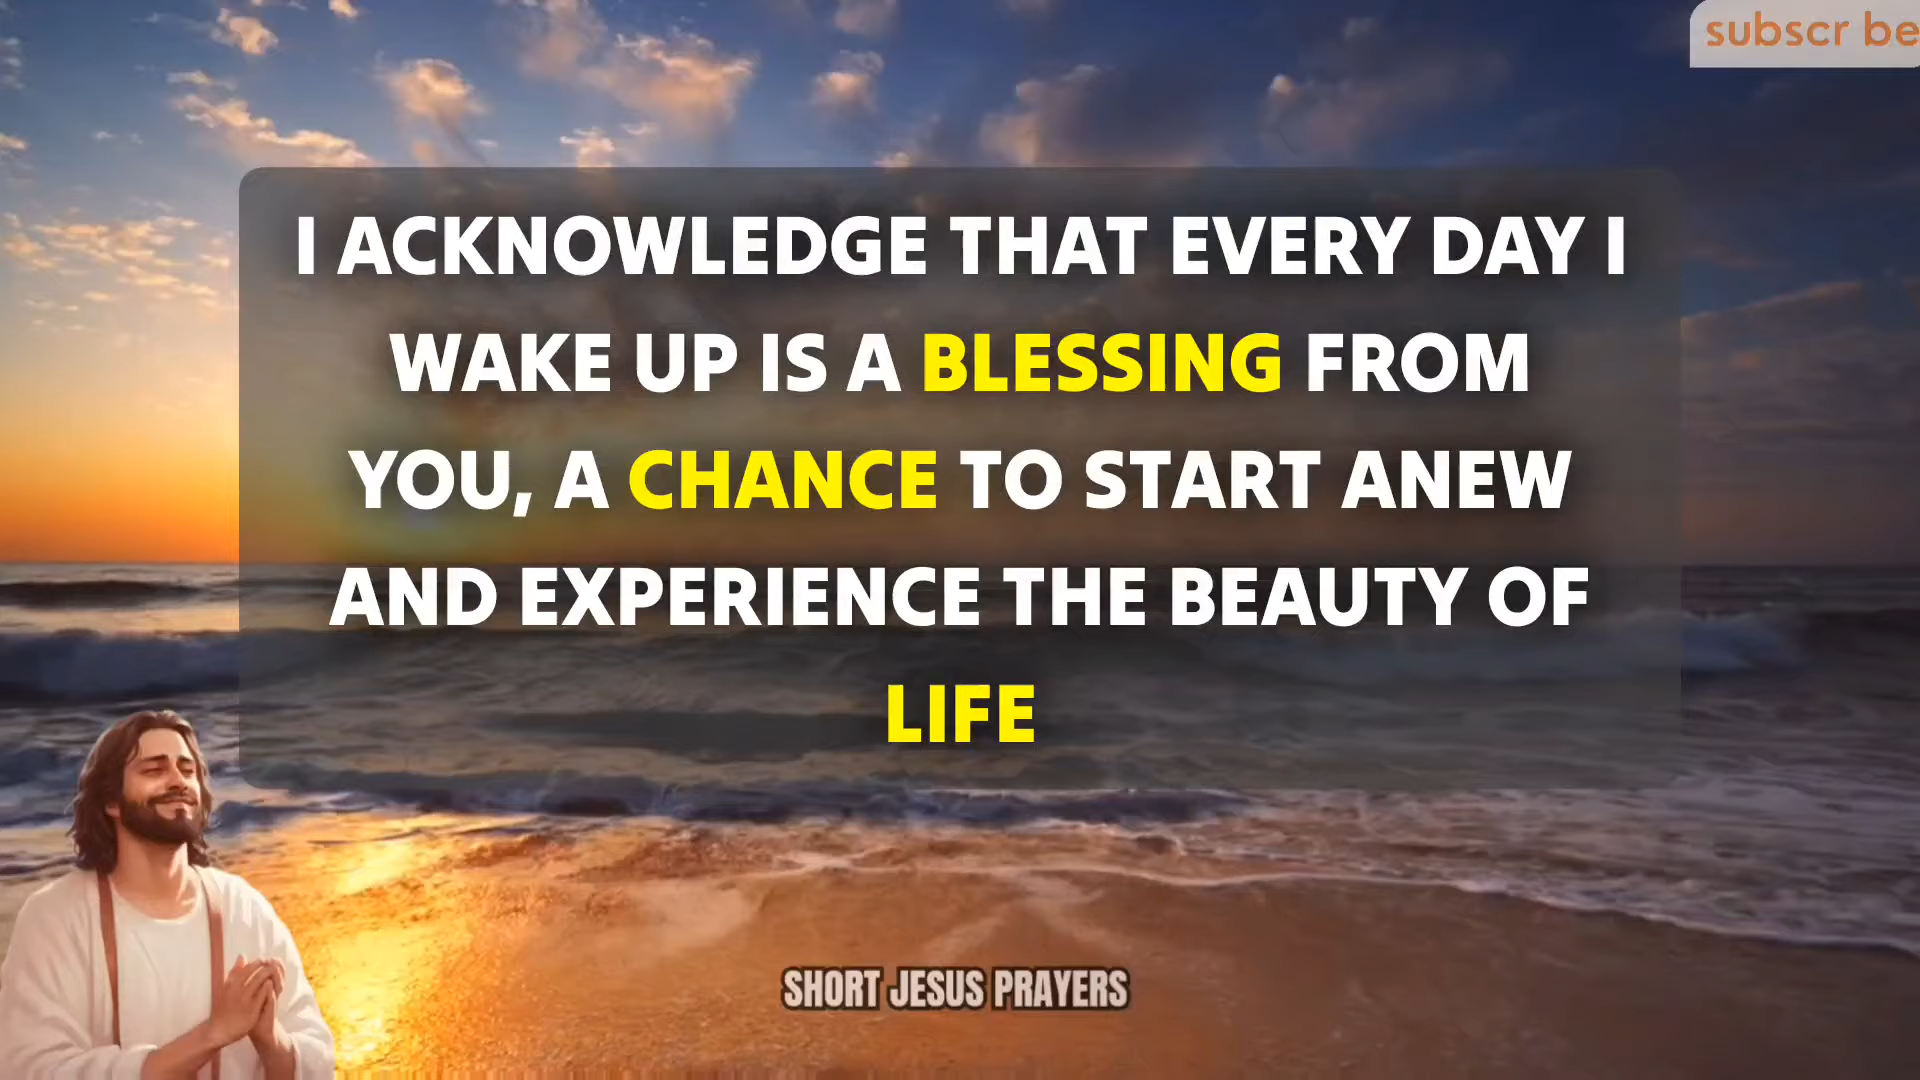 subscr be
I ACKNOWLEDGE THAT EVERY DAY I
WAKE UP IS A BLESSING FROM
YOU, A CHANCE TO START ANEW
AND EXPERIENCE THE BEAUTY OF
LIFE
SHORT JESUS PRAYERS